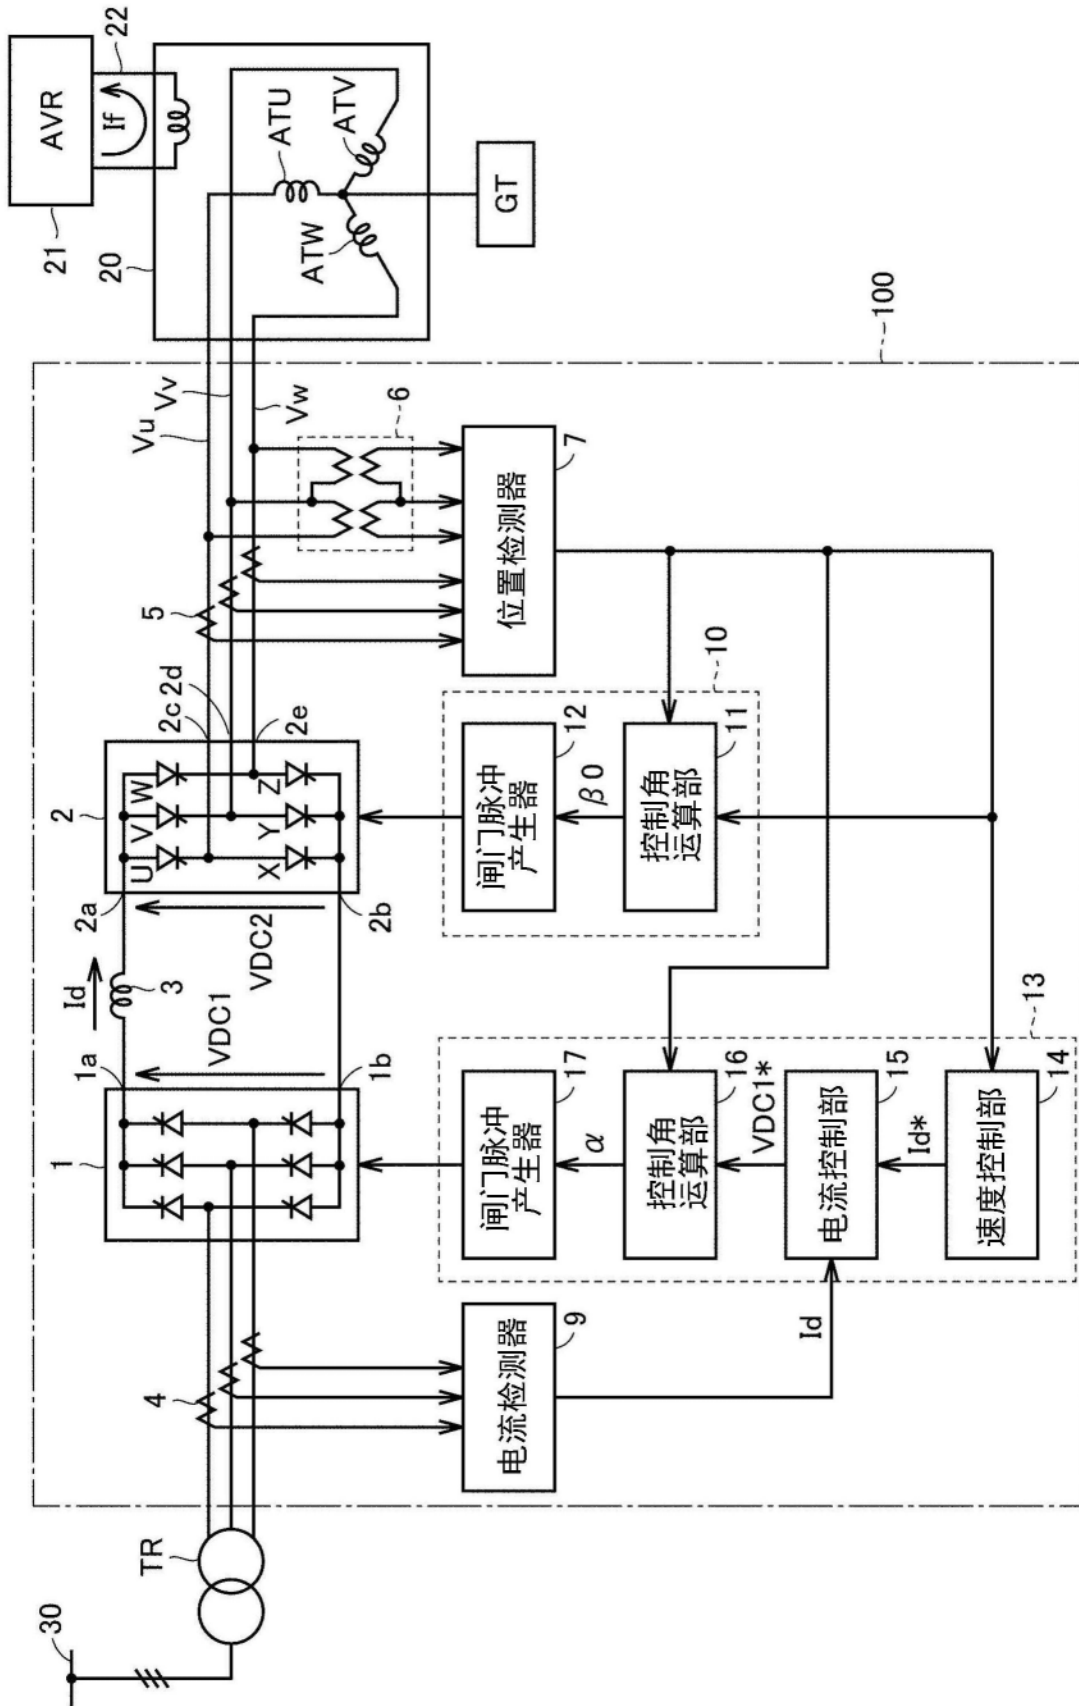 30
TR
4
电流检测器
9
Id
1
1a
1b
Id
3
VDC1
VDC2
2
2a
2b
U
V
W
X
Y
Z
2c
2d
2e
5
Vu
Vv
Vw
6
位置检测器
7
闸门脉冲
产生器
17
α
控制角
运算部
16
VDC1*
电流控制部
15
Id*
速度控制部
14
13
闸门脉冲
产生器
12
β0
控制角
运算部
11
10
100
AVR
21
If
22
20
ATU
ATV
ATW
GT